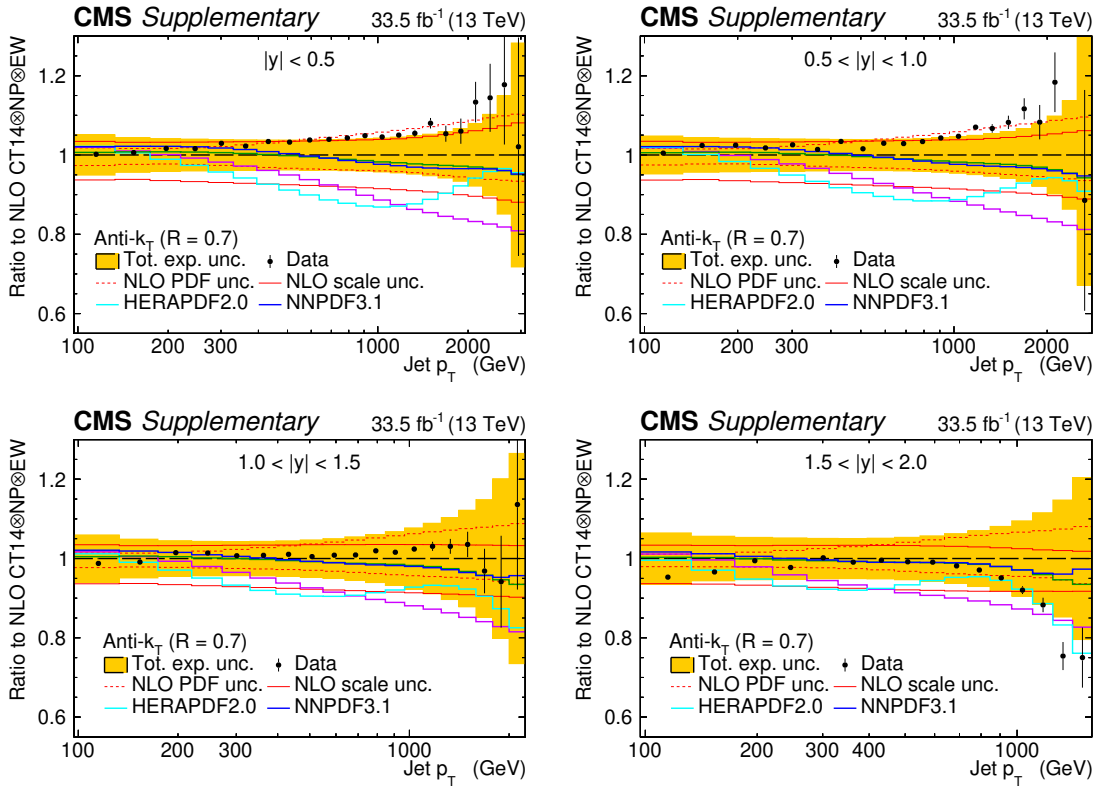 CMS Supplementary 33.5 fb⁻¹ (13 TeV)
Ratio to NLO CT14⊗NP⊗EW
|y| < 0.5
1.2
1
0.8
0.6
Anti-k_T (R = 0.7)
Tot. exp. unc. Data
NLO PDF unc. NLO scale unc.
HERAPDF2.0 NNPDF3.1
100 200 300 1000 2000
Jet p_T (GeV)
CMS Supplementary 33.5 fb⁻¹ (13 TeV)
Ratio to NLO CT14⊗NP⊗EW
0.5 < |y| < 1.0
1.2
1
0.8
0.6
Anti-k_T (R = 0.7)
Tot. exp. unc. Data
NLO PDF unc. NLO scale unc.
HERAPDF2.0 NNPDF3.1
100 200 300 1000 2000
Jet p_T (GeV)
CMS Supplementary 33.5 fb⁻¹ (13 TeV)
Ratio to NLO CT14⊗NP⊗EW
1.0 < |y| < 1.5
1.2
1
0.8
0.6
Anti-k_T (R = 0.7)
Tot. exp. unc. Data
NLO PDF unc. NLO scale unc.
HERAPDF2.0 NNPDF3.1
100 200 300 1000
Jet p_T (GeV)
CMS Supplementary 33.5 fb⁻¹ (13 TeV)
Ratio to NLO CT14⊗NP⊗EW
1.5 < |y| < 2.0
1.2
1
0.8
0.6
Anti-k_T (R = 0.7)
Tot. exp. unc. Data
NLO PDF unc. NLO scale unc.
HERAPDF2.0 NNPDF3.1
100 200 300 400 1000
Jet p_T (GeV)